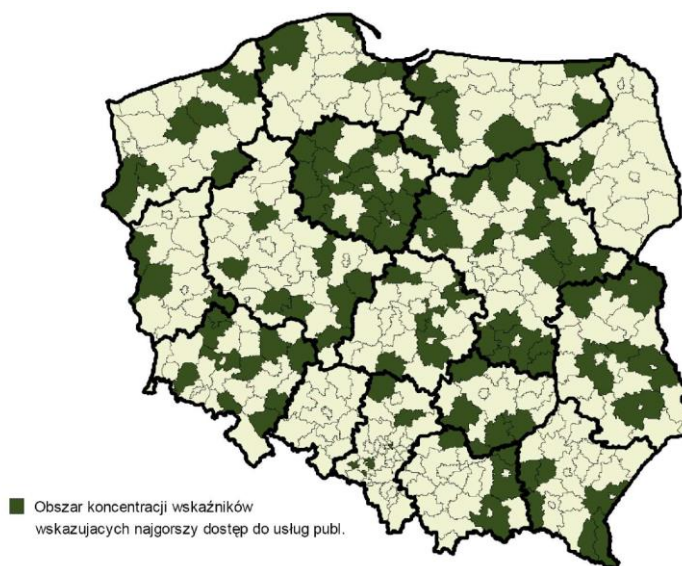 Obszar koncentracji wskaźników
wskazujacych najgorszy dostęp do usług publ.